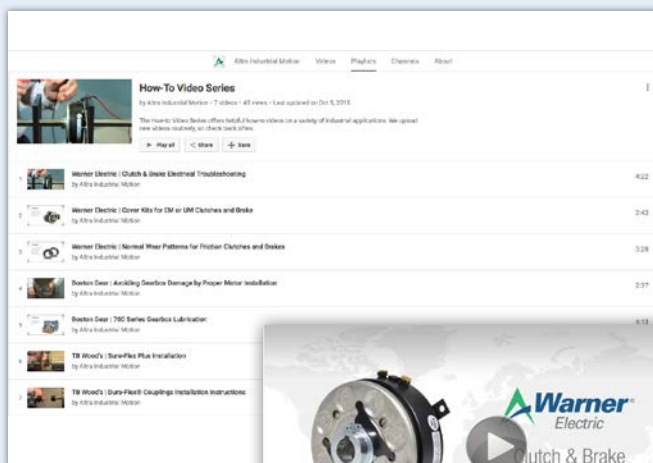 Altra Industrial Motion Videos Playlists Channels About
How-To Video Series
by Altra Industrial Motion • 7 videos • 49 views • Last updated on Oct 5, 2015
The How-to Video Series offers helpful how-to videos on a variety of industrial applications. We upload
new videos routinely, so check back often.
Play all Share Save
1 Warner Electric | Clutch & Brake Electrical Troubleshooting 4:22
by Altra Industrial Motion
2 Warner Electric | Cover Kits for EM or UM Clutches and Brake 3:43
by Altra Industrial Motion
3 Warner Electric | Normal Wear Patterns for Friction Clutches and Brakes 3:28
by Altra Industrial Motion
4 Boston Gear | Avoiding Gearbox Damage by Proper Motor Installation 2:37
by Altra Industrial Motion
5 Boston Gear | 700 Series Gearbox Lubrication 4:13
by Altra Industrial Motion
6 TB Wood's | Sure-Flex Plus Installation
by Altra Industrial Motion
7 TB Wood's | Dura-Flex® Couplings Installation Instructions
by Altra Industrial Motion
Warner®
Electric
Clutch & Brake